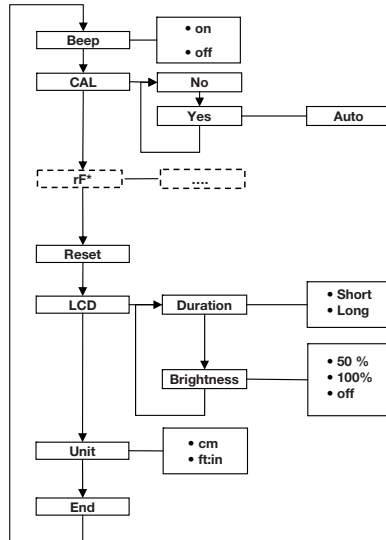 Beep
• on
• off
CAL
No
Yes
Auto
rF*
....
Reset
LCD
Duration
• Short
• Long
Brightness
• 50 %
• 100%
• off
Unit
• cm
• ft:in
End